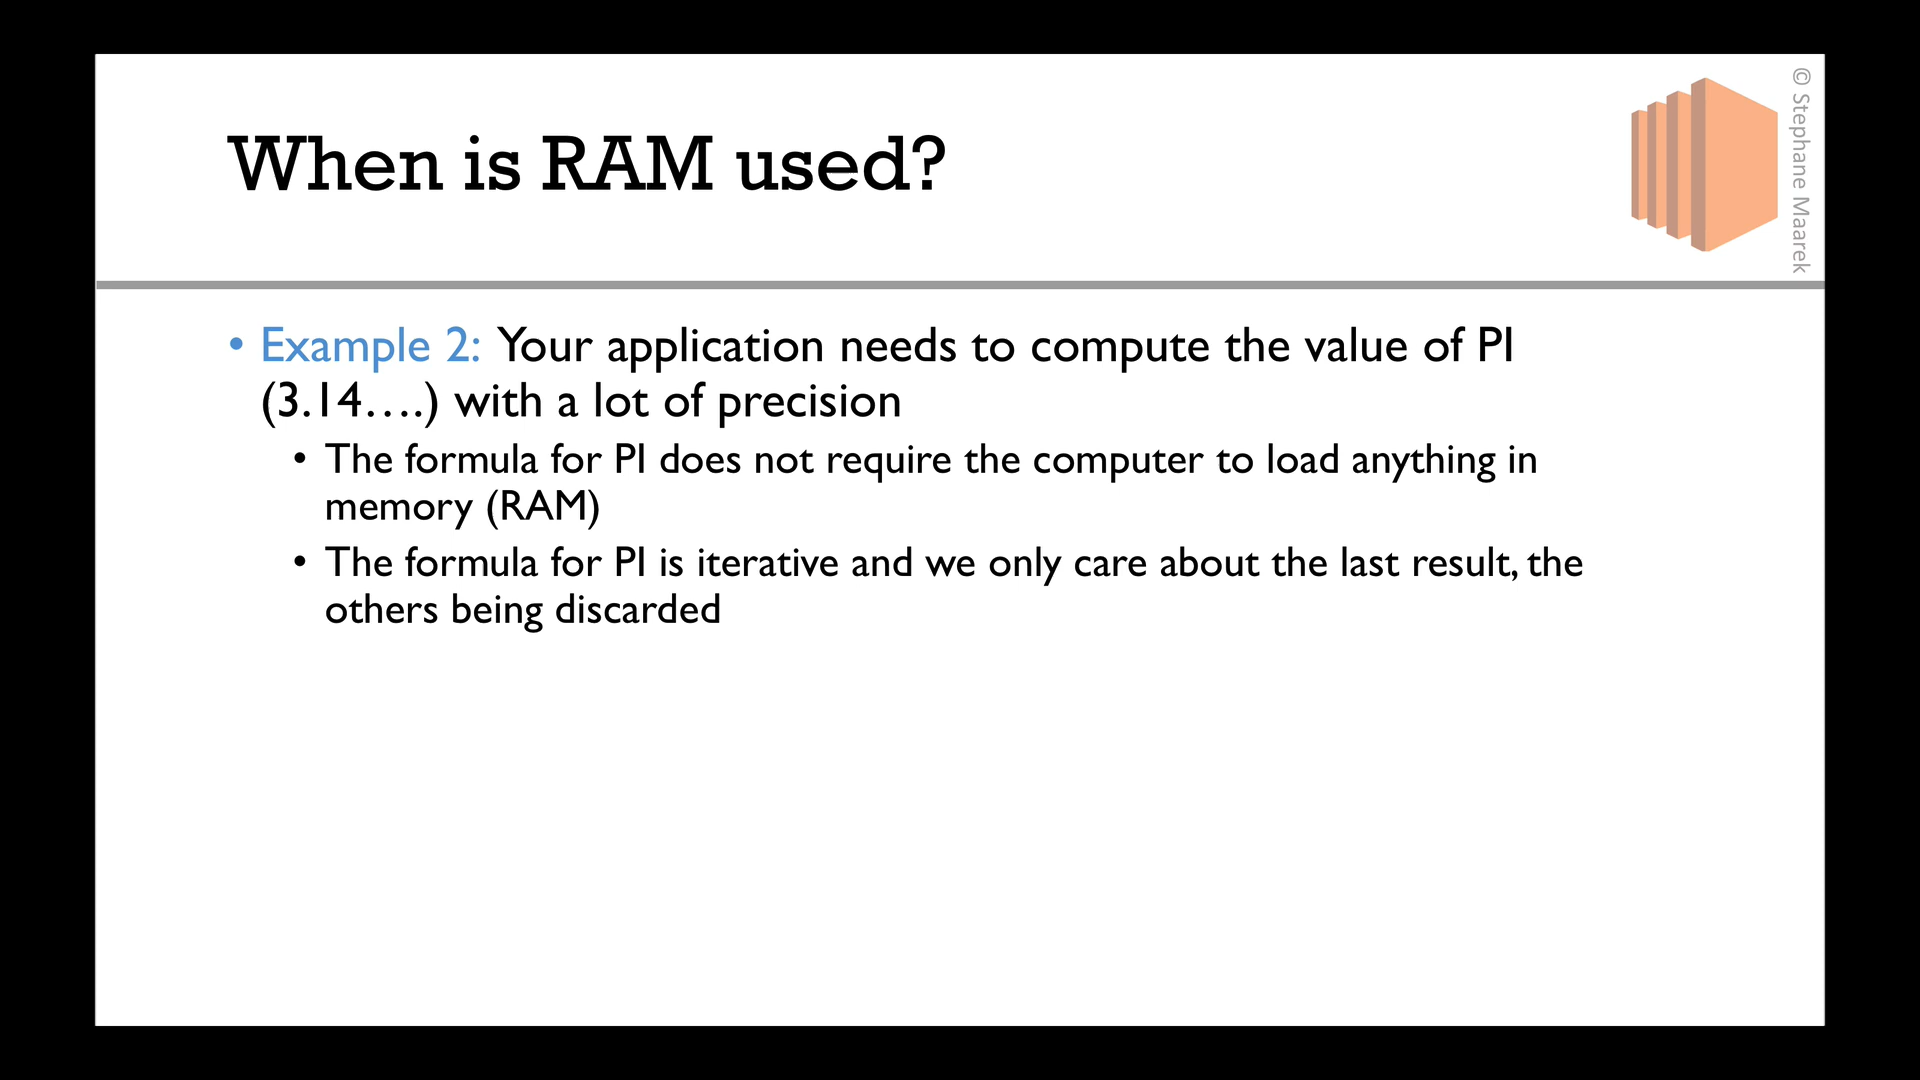 When is RAM used?
© Stephane Maarek
• Example 2: Your application needs to compute the value of PI
(3.14….) with a lot of precision
• The formula for PI does not require the computer to load anything in
memory (RAM)
• The formula for PI is iterative and we only care about the last result, the
others being discarded